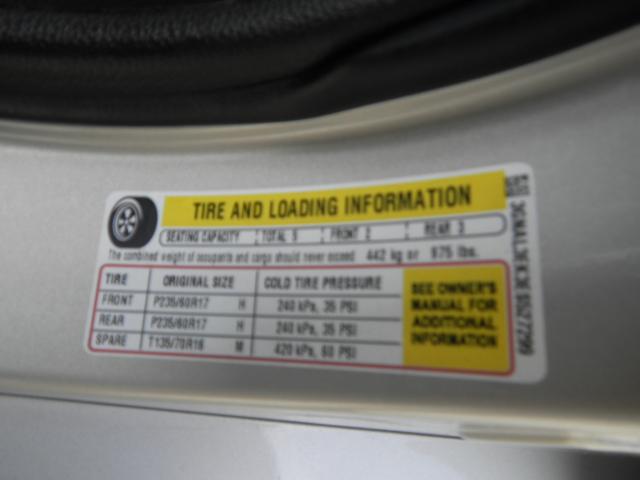 TIRE AND LOADING INFORMATION
SEATING CAPACITY TOTAL 5 FRONT 2 REAR 3
The combined weight of occupants and cargo should never exceed 442 kg or 975 lbs.
TIRE ORIGINAL SIZE COLD TIRE PRESSURE
FRONT P235/60R17 H 240 kPa, 35 PSI
REAR P235/60R17 H 240 kPa, 35 PSI
SPARE T135/70R16 M 420 kPa, 60 PSI
SEE OWNER'S
MANUAL FOR
ADDITIONAL
INFORMATION